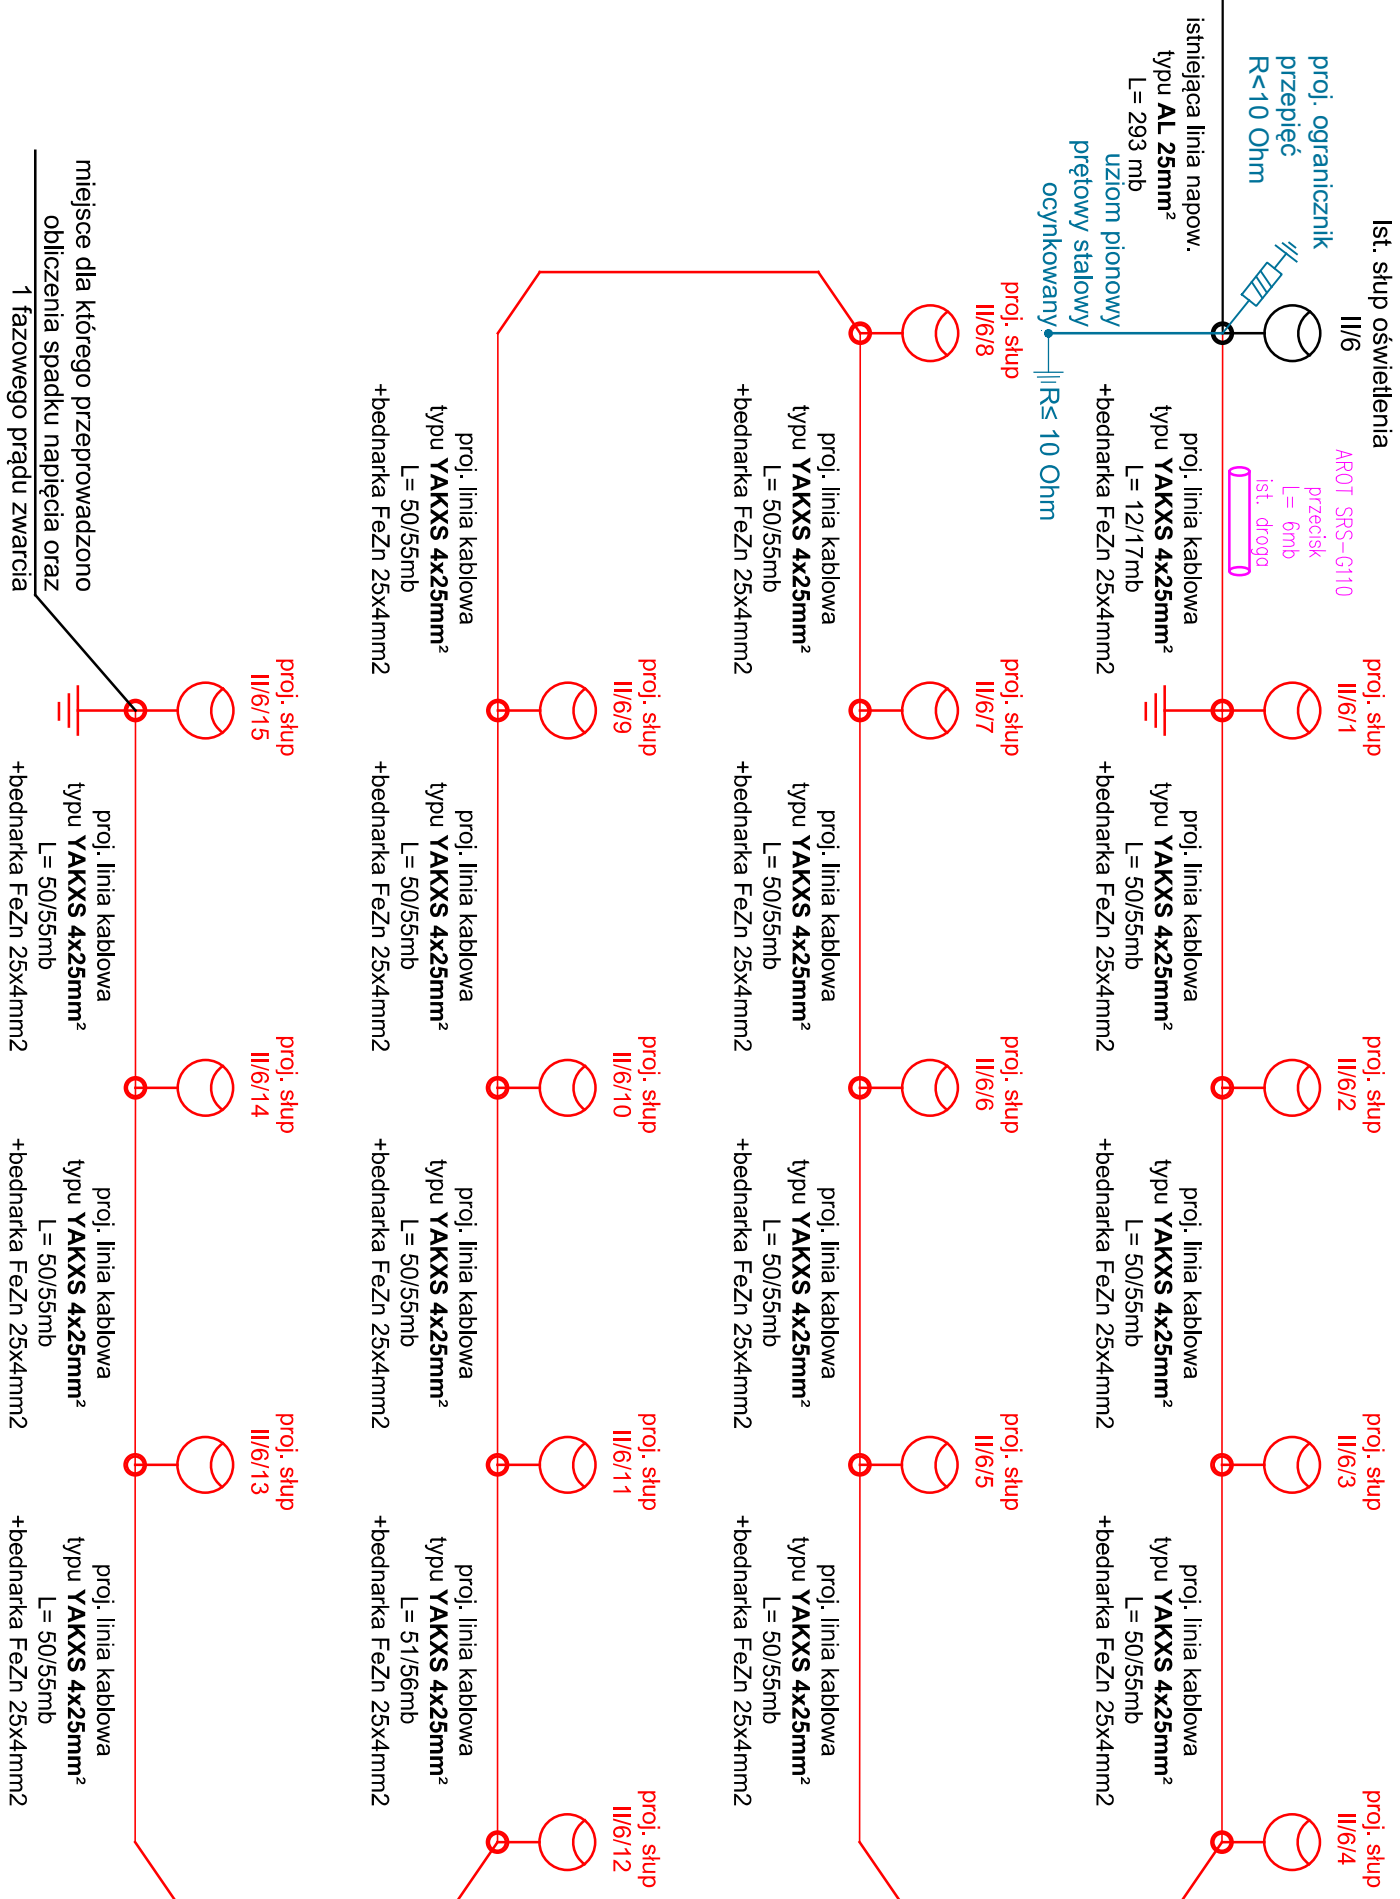 Ist. słup oświetlenia
II/6
proj. ogranicznik
przepięć
R<10 Ohm
istniejąca linia napow.
typu AL 25mm²
L= 293 mb
uziom pionowy
prętowy stalowy
ocynkowany
R≤ 10 Ohm
AROT SRS-G110
przecisk
L= 6mb
ist. droga
proj. linia kablowa
typu YAKXS 4x25mm²
L= 12/17mb
+bednarka FeZn 25x4mm2
proj. słup
II/6/1
proj. linia kablowa
typu YAKXS 4x25mm²
L= 50/55mb
+bednarka FeZn 25x4mm2
proj. słup
II/6/2
proj. linia kablowa
typu YAKXS 4x25mm²
L= 50/55mb
+bednarka FeZn 25x4mm2
proj. słup
II/6/3
proj. linia kablowa
typu YAKXS 4x25mm²
L= 50/55mb
+bednarka FeZn 25x4mm2
proj. słup
II/6/4
proj. słup
II/6/8
proj. linia kablowa
typu YAKXS 4x25mm²
L= 50/55mb
+bednarka FeZn 25x4mm2
proj. słup
II/6/7
proj. linia kablowa
typu YAKXS 4x25mm²
L= 50/55mb
+bednarka FeZn 25x4mm2
proj. słup
II/6/6
proj. linia kablowa
typu YAKXS 4x25mm²
L= 50/55mb
+bednarka FeZn 25x4mm2
proj. słup
II/6/5
proj. linia kablowa
typu YAKXS 4x25mm²
L= 50/55mb
+bednarka FeZn 25x4mm2
proj. linia kablowa
typu YAKXS 4x25mm²
L= 50/55mb
+bednarka FeZn 25x4mm2
proj. słup
II/6/9
proj. linia kablowa
typu YAKXS 4x25mm²
L= 50/55mb
+bednarka FeZn 25x4mm2
proj. słup
II/6/10
proj. linia kablowa
typu YAKXS 4x25mm²
L= 50/55mb
+bednarka FeZn 25x4mm2
proj. słup
II/6/11
proj. linia kablowa
typu YAKXS 4x25mm²
L= 51/56mb
+bednarka FeZn 25x4mm2
proj. słup
II/6/12
miejsce dla którego przeprowadzono
obliczenia spadku napięcia oraz
1 fazowego prądu zwarcia
proj. słup
II/6/15
proj. linia kablowa
typu YAKXS 4x25mm²
L= 50/55mb
+bednarka FeZn 25x4mm2
proj. słup
II/6/14
proj. linia kablowa
typu YAKXS 4x25mm²
L= 50/55mb
+bednarka FeZn 25x4mm2
proj. słup
II/6/13
proj. linia kablowa
typu YAKXS 4x25mm²
L= 50/55mb
+bednarka FeZn 25x4mm2